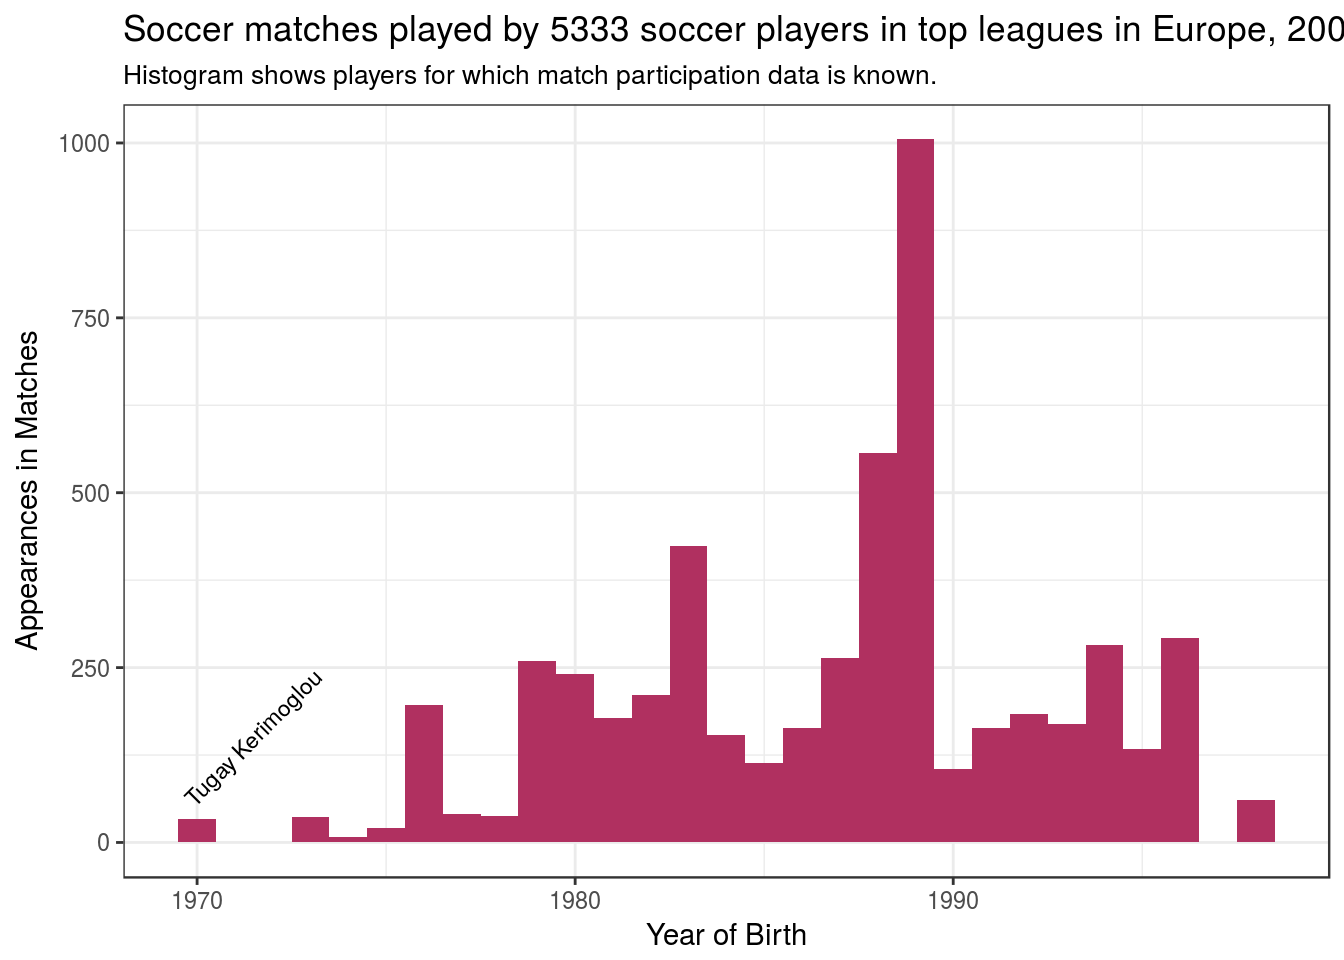 Soccer matches played by 5333 soccer players in top leagues in Europe, 200
Histogram shows players for which match participation data is known.
1000
750
500
250
0
Appearances in Matches
Tugay Kerimoglou
1970
1980
1990
Year of Birth